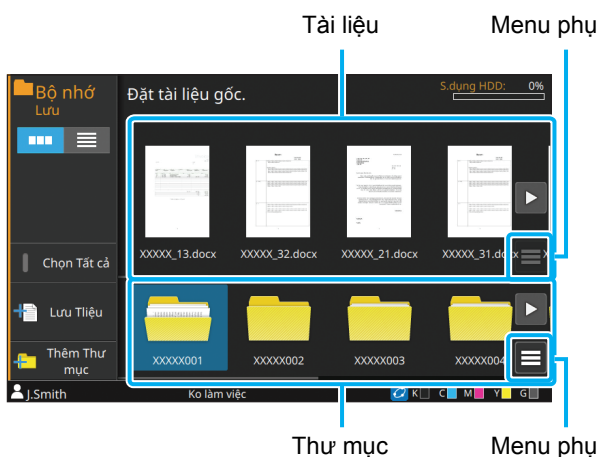 Tài liệu
Menu phụ
Bộ nhớ
Lưu
Đặt tài liệu gốc.
S.dụng HDD: 0%
XXXXX_13.docx
XXXXX_32.docx
XXXXX_21.docx
XXXXX_31.docx
Chọn Tất cả
Lưu Tliệu
Thêm Thư
mục
XXXXX001
XXXXX002
XXXXX003
XXXXX004
J.Smith
Ko làm việc
K C M Y G
Thư mục
Menu phụ